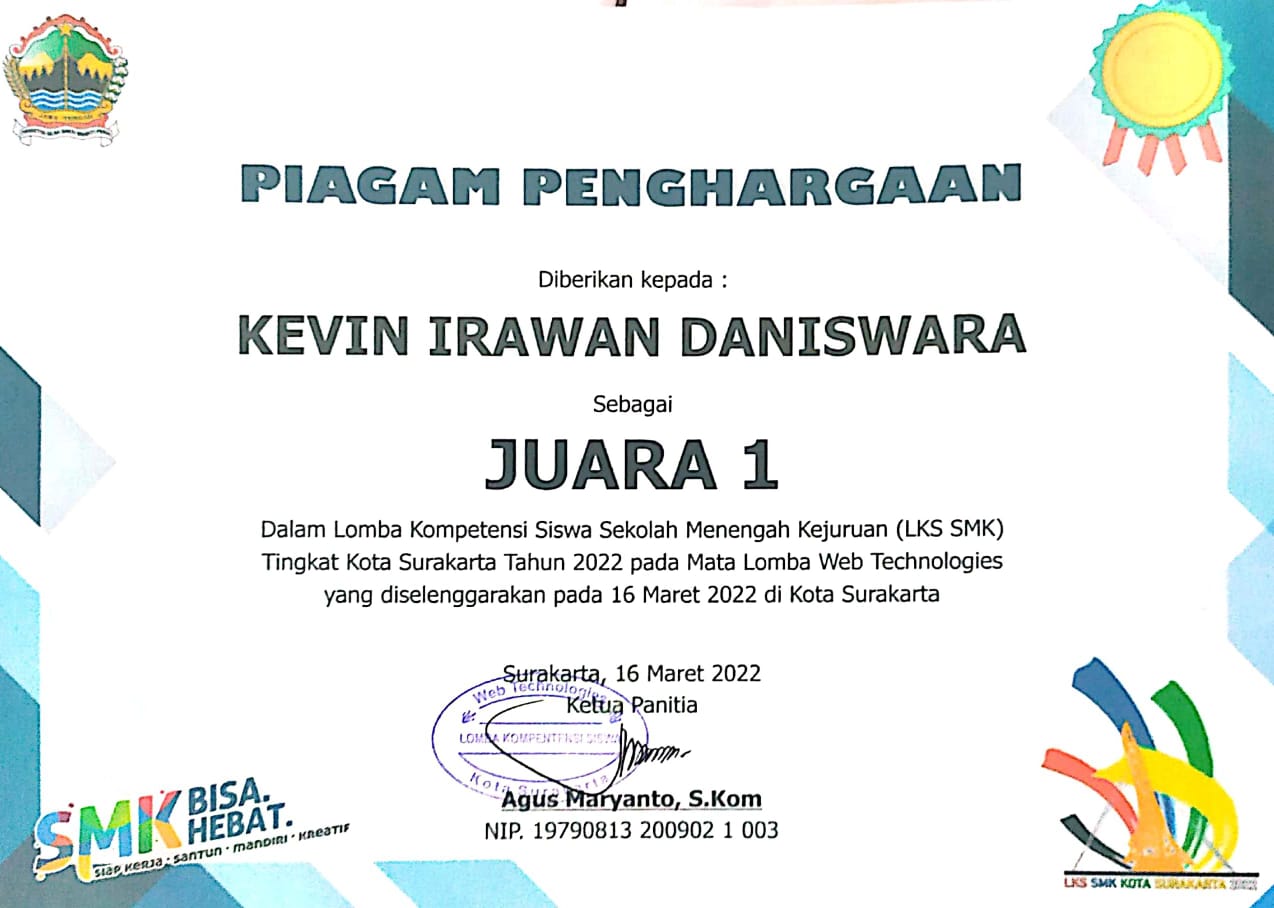 JAWA TENGAH
PIAGAM PENGHARGAAN
Diberikan kepada :
KEVIN IRAWAN DANISWARA
Sebagai
JUARA 1
Dalam Lomba Kompetensi Siswa Sekolah Menengah Kejuruan (LKS SMK)
Tingkat Kota Surakarta Tahun 2022 pada Mata Lomba Web Technologies
yang diselenggarakan pada 16 Maret 2022 di Kota Surakarta
Surakarta, 16 Maret 2022
Ketua Panitia
Web Technologies
LOMBA KOMPENTENSI SISWA
Kota Surakarta
Agus Maryanto, S.Kom
NIP. 19790813 200902 1 003
SMK BISA.
HEBAT.
SIAP KERJA • SANTUN • MANDIRI • KREATIF
LKS SMK KOTA SURAKARTA 2022